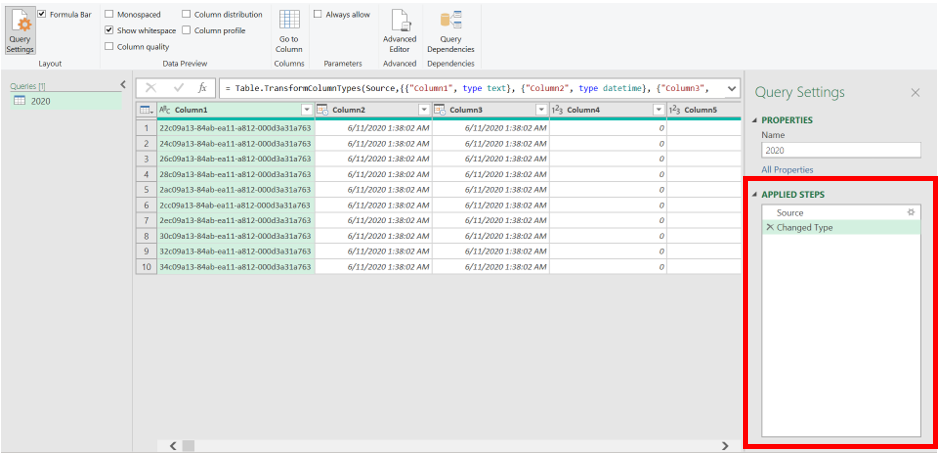 Query Settings
Formula Bar
Layout
Monospaced
Column distribution
Show whitespace
Column profile
Column quality
Data Preview
Go to Column
Columns
Always allow
Parameters
Advanced Editor
Advanced
Query Dependencies
Dependencies
Queries [1]
2020
fx
= Table.TransformColumnTypes(Source,{{"Column1", type text}, {"Column2", type datetime}, {"Column3",
ABC Column1 Column2 Column3 123 Column4 123 Column5
1 22c09a13-84ab-ea11-a812-000d3a31a763 6/11/2020 1:38:02 AM 6/11/2020 1:38:02 AM 0
2 24c09a13-84ab-ea11-a812-000d3a31a763 6/11/2020 1:38:02 AM 6/11/2020 1:38:02 AM 0
3 26c09a13-84ab-ea11-a812-000d3a31a763 6/11/2020 1:38:02 AM 6/11/2020 1:38:02 AM 0
4 28c09a13-84ab-ea11-a812-000d3a31a763 6/11/2020 1:38:02 AM 6/11/2020 1:38:02 AM 0
5 2ac09a13-84ab-ea11-a812-000d3a31a763 6/11/2020 1:38:02 AM 6/11/2020 1:38:02 AM 0
6 2cc09a13-84ab-ea11-a812-000d3a31a763 6/11/2020 1:38:02 AM 6/11/2020 1:38:02 AM 0
7 2ec09a13-84ab-ea11-a812-000d3a31a763 6/11/2020 1:38:02 AM 6/11/2020 1:38:02 AM 0
8 30c09a13-84ab-ea11-a812-000d3a31a763 6/11/2020 1:38:02 AM 6/11/2020 1:38:02 AM 0
9 32c09a13-84ab-ea11-a812-000d3a31a763 6/11/2020 1:38:02 AM 6/11/2020 1:38:02 AM 0
10 34c09a13-84ab-ea11-a812-000d3a31a763 6/11/2020 1:38:02 AM 6/11/2020 1:38:02 AM 0
Query Settings
PROPERTIES
Name
2020
All Properties
APPLIED STEPS
Source
Changed Type